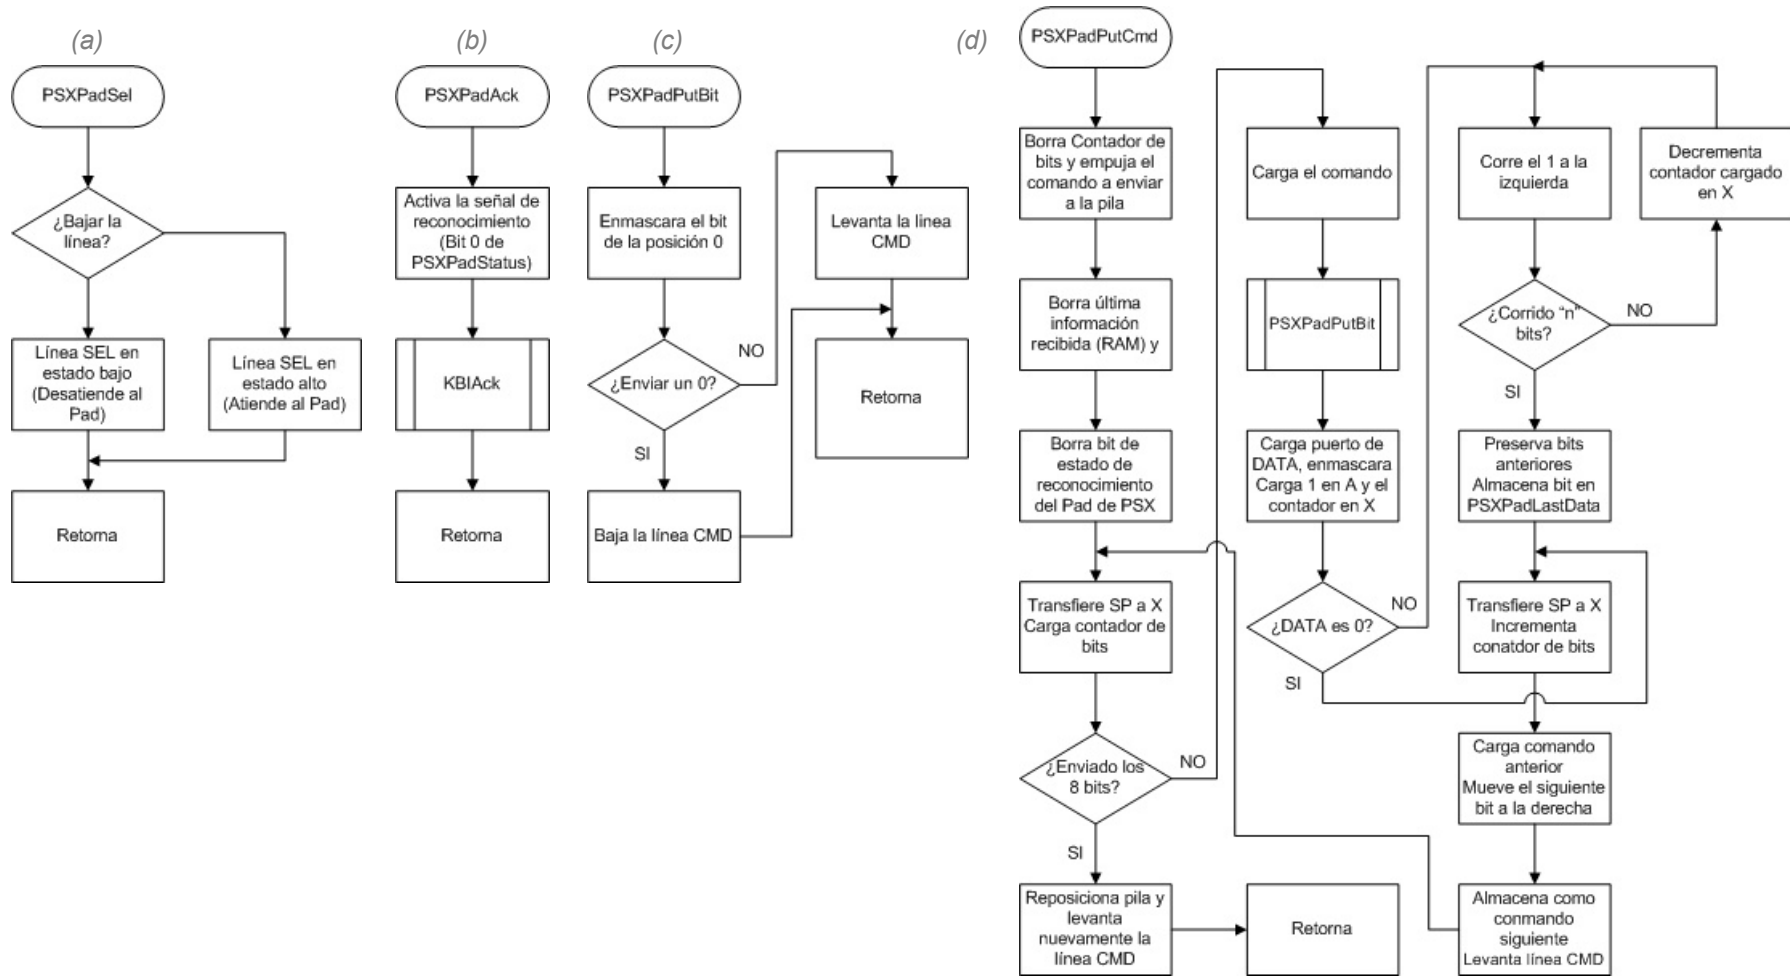 (a)
PSXPadSel
¿Bajar la
línea?
Línea SEL en
estado bajo
(Desatiende al
Pad)
Línea SEL en
estado alto
(Atiende al Pad)
Retorna
(b)
PSXPadAck
Activa la señal de
reconocimiento
(Bit 0 de
PSXPadStatus)
KBIAck
Retorna
(c)
PSXPadPutBit
Enmascara el bit
de la posición 0
¿Enviar un 0?
NO
SI
Baja la línea CMD
Levanta la linea
CMD
Retorna
(d)
PSXPadPutCmd
Borra Contador de
bits y empuja el
comando a enviar
a la pila
Borra última
información
recibida (RAM) y
Borra bit de
estado de
reconocimiento
del Pad de PSX
Transfiere SP a X
Carga contador de
bits
¿Enviado los
8 bits?
NO
SI
Reposiciona pila y
levanta
nuevamente la
línea CMD
Retorna
Carga el comando
PSXPadPutBit
Carga puerto de
DATA, enmascara
Carga 1 en A y el
contador en X
¿DATA es 0?
NO
SI
Corre el 1 a la
izquierda
Decrementa
contador cargado
en X
¿Corrido “n”
bits?
NO
SI
Preserva bits
anteriores
Almacena bit en
PSXPadLastData
Transfiere SP a X
Incrementa
conatdor de bits
Carga comando
anterior
Mueve el siguiente
bit a la derecha
Almacena como
conmando
siguiente
Levanta línea CMD